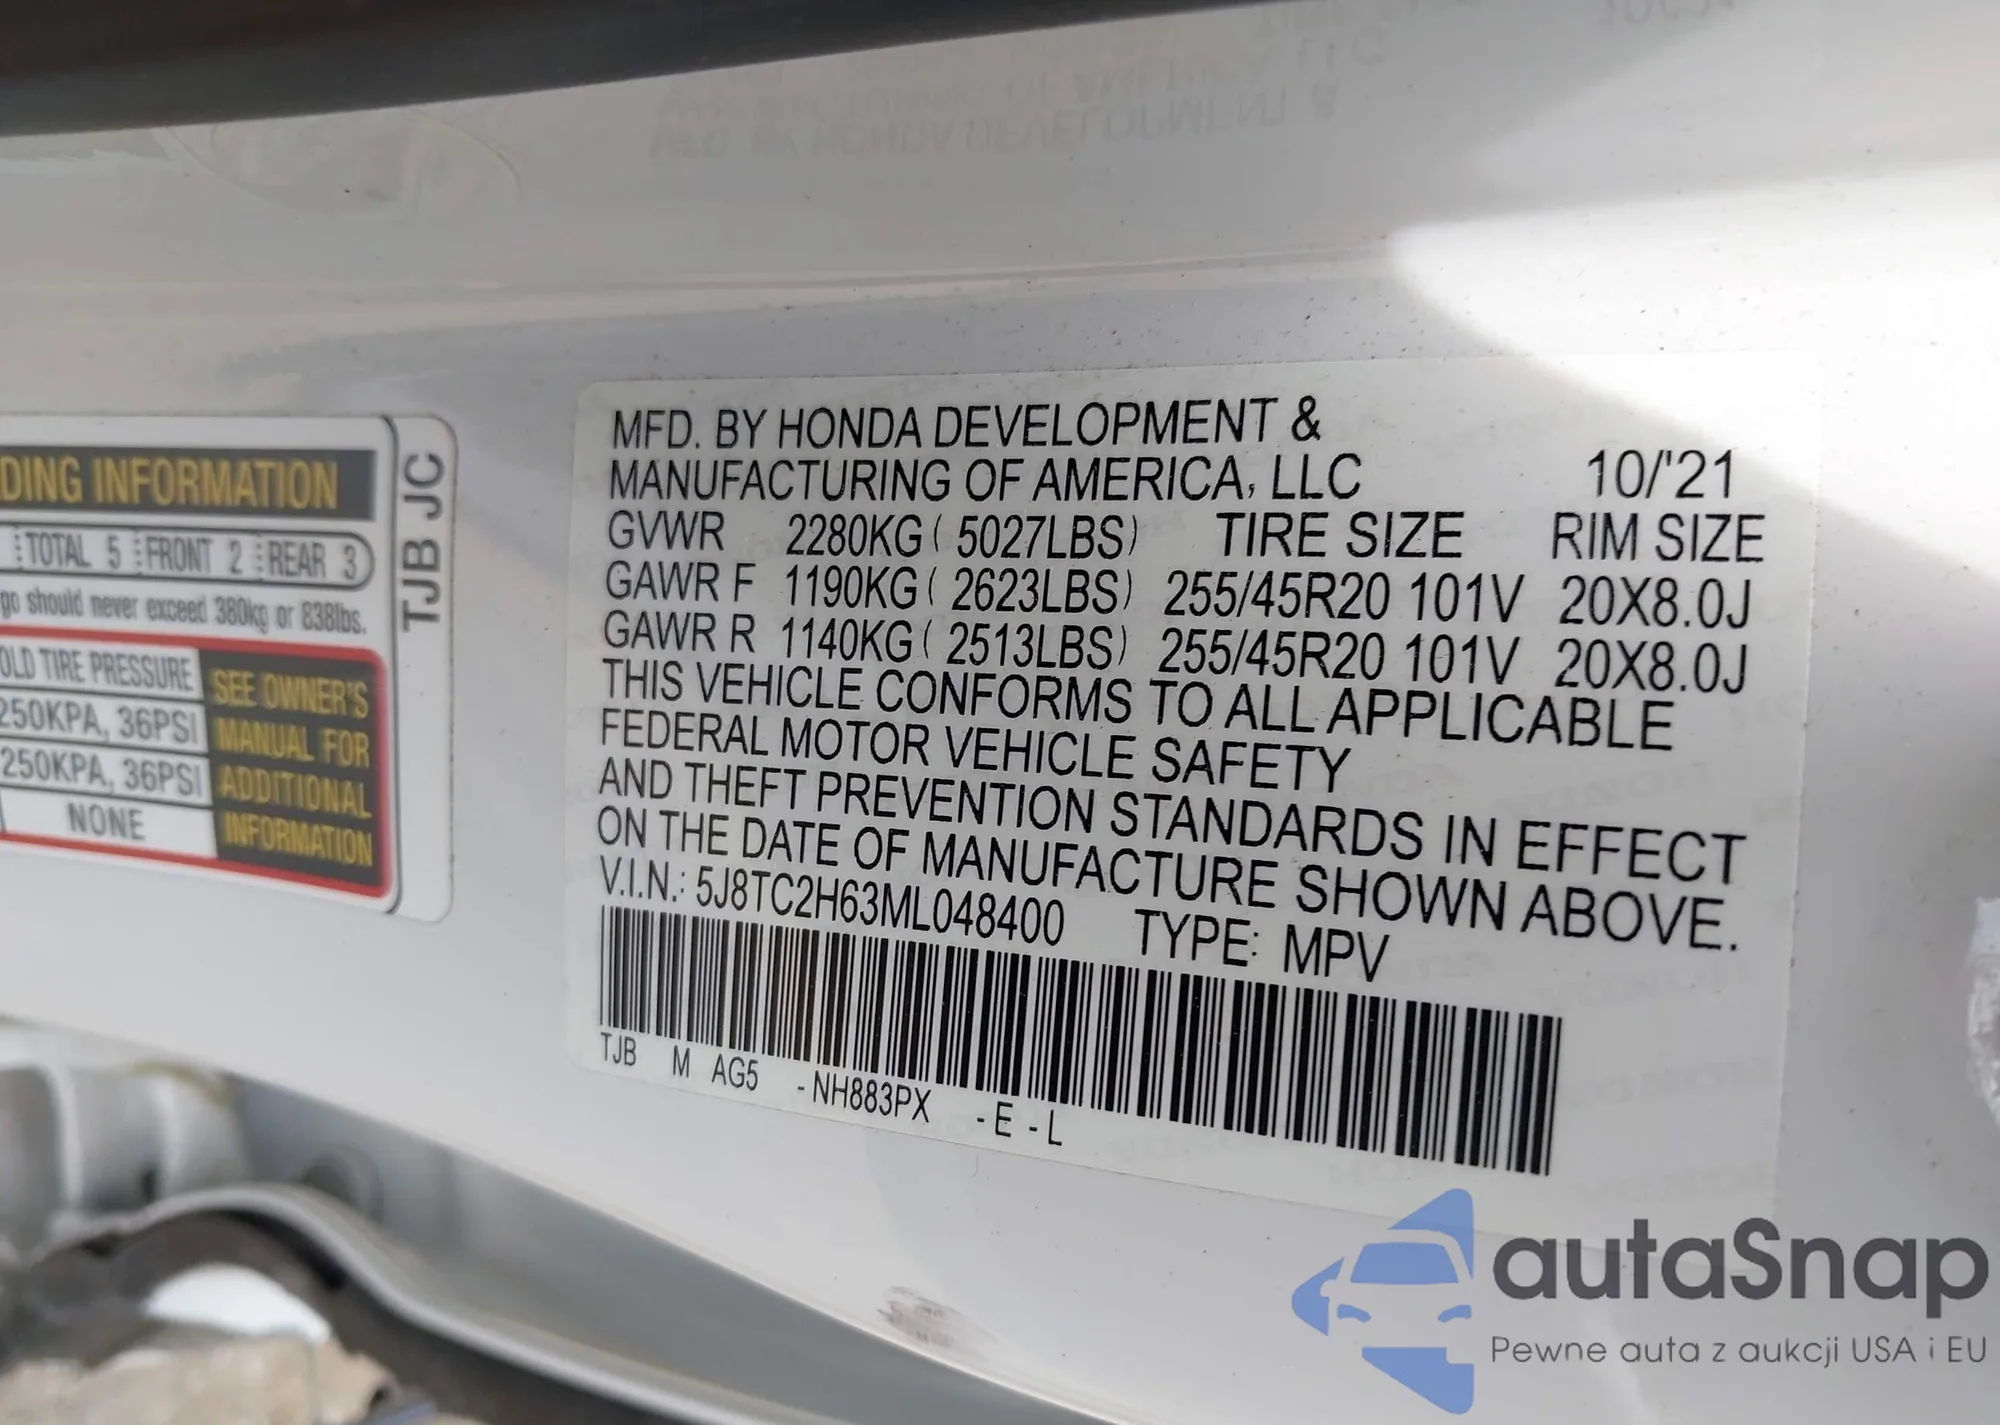 DING INFORMATION
TOTAL 5 FRONT 2 REAR 3
go should never exceed 380kg or 838lbs.
OLD TIRE PRESSURE
250KPA, 36PSI
250KPA, 36PSI
NONE
SEE OWNER'S
MANUAL FOR
ADDITIONAL
INFORMATION
TJB JC
MFD. BY HONDA DEVELOPMENT &
MANUFACTURING OF AMERICA, LLC 10/'21
GVWR 2280KG ( 5027LBS) TIRE SIZE RIM SIZE
GAWR F 1190KG ( 2623LBS) 255/45R20 101V 20X8.0J
GAWR R 1140KG ( 2513LBS) 255/45R20 101V 20X8.0J
THIS VEHICLE CONFORMS TO ALL APPLICABLE
FEDERAL MOTOR VEHICLE SAFETY
AND THEFT PREVENTION STANDARDS IN EFFECT
ON THE DATE OF MANUFACTURE SHOWN ABOVE.
V.I.N.: 5J8TC2H63ML048400 TYPE: MPV
TJB M AG5 -NH883PX -E-L
autaSnap
Pewne auta z aukcji USA i EU